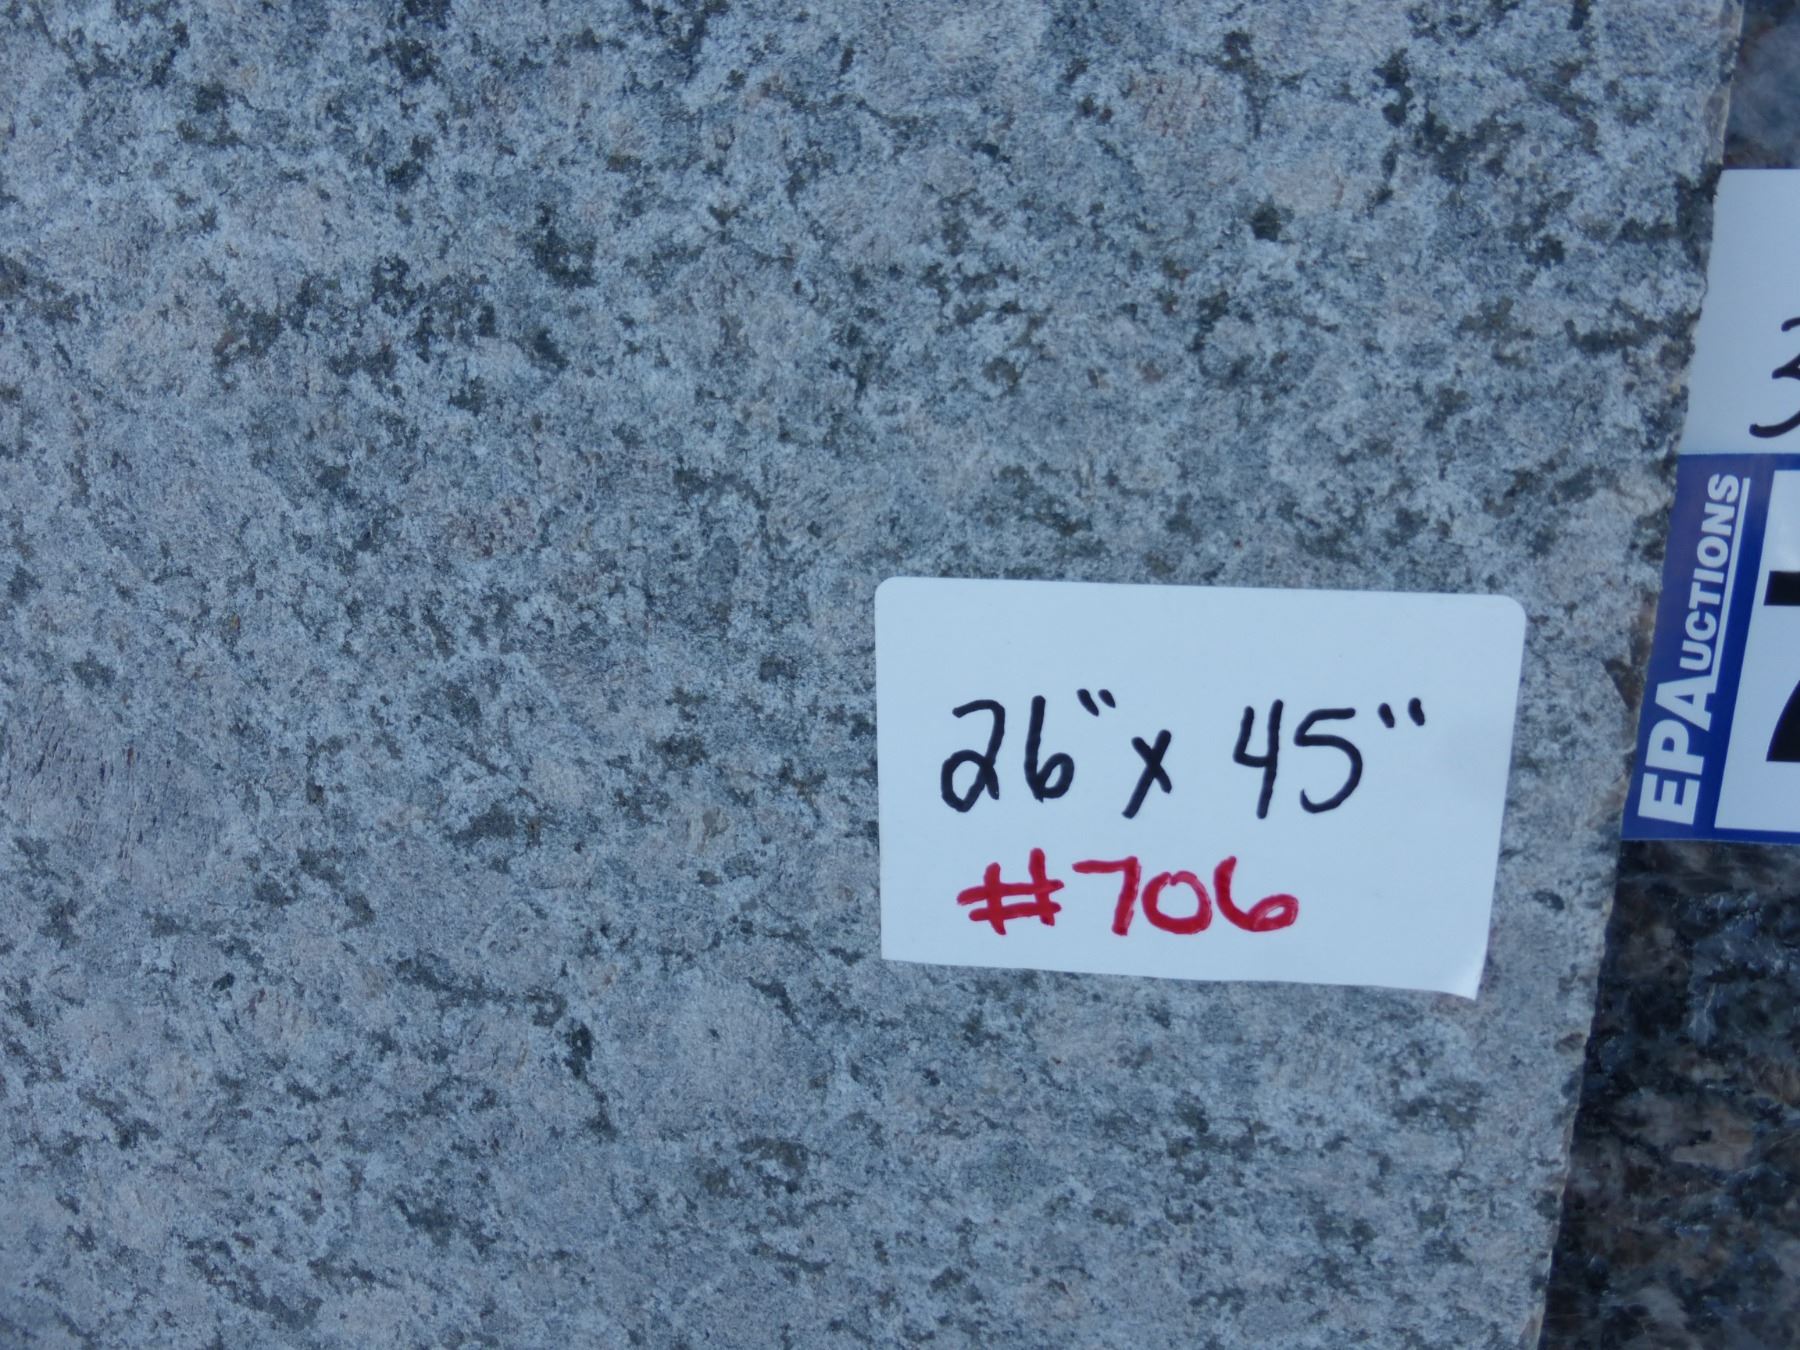 26" x 45"
#706
EPAUCTIONS